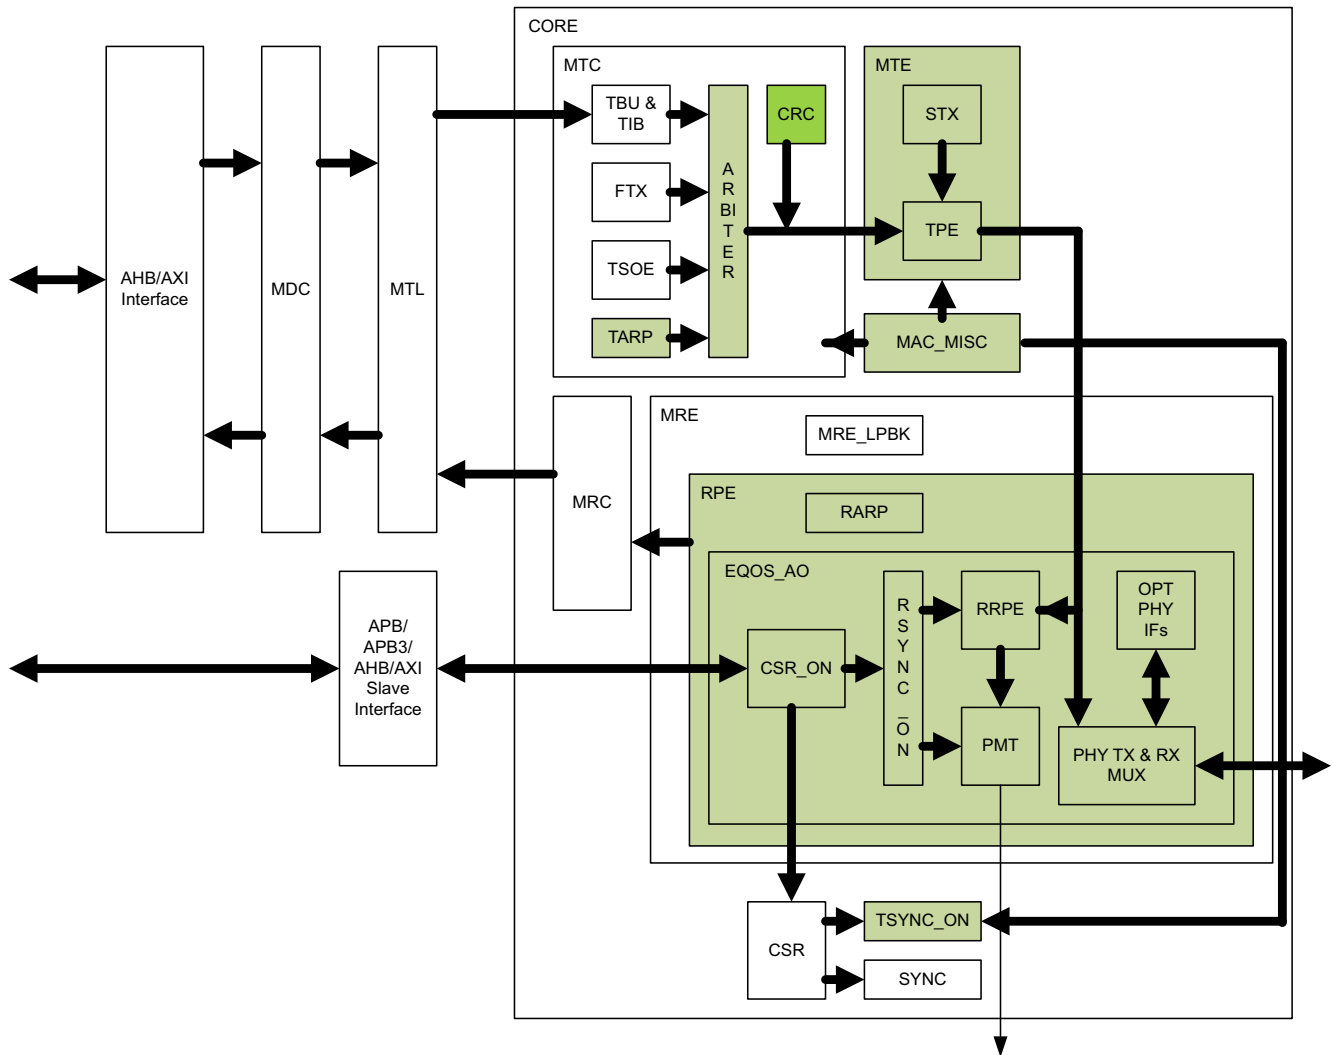 CORE
MTC
MTE
TBU &
TIB
CRC
STX
FTX
A
R
BI
T
E
R
TPE
TSOE
AHB/AXI
Interface
MDC
MTL
TARP
MAC_MISC
MRE
MRE_LPBK
RPE
MRC
RARP
EQOS_AO
R
S
Y
N
C
_
O
N
RRPE
OPT
PHY
IFs
APB/
APB3/
AHB/AXI
Slave
Interface
CSR_ON
PMT
PHY TX & RX
MUX
CSR
TSYNC_ON
SYNC